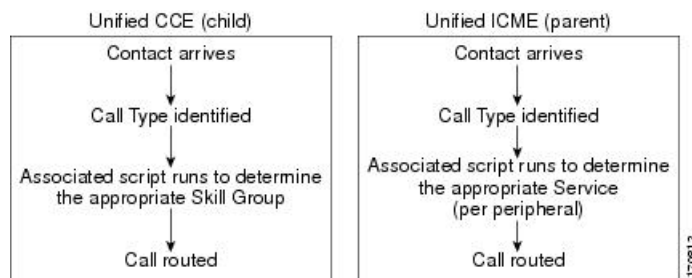 Unified CCE (child)
Contact arrives
Call Type identified
Associated script runs to determine
the appropriate Skill Group
Call routed
Unified ICME (parent)
Contact arrives
Call Type identified
Associated script runs to determine
the appropriate Service
(per peripheral)
Call routed